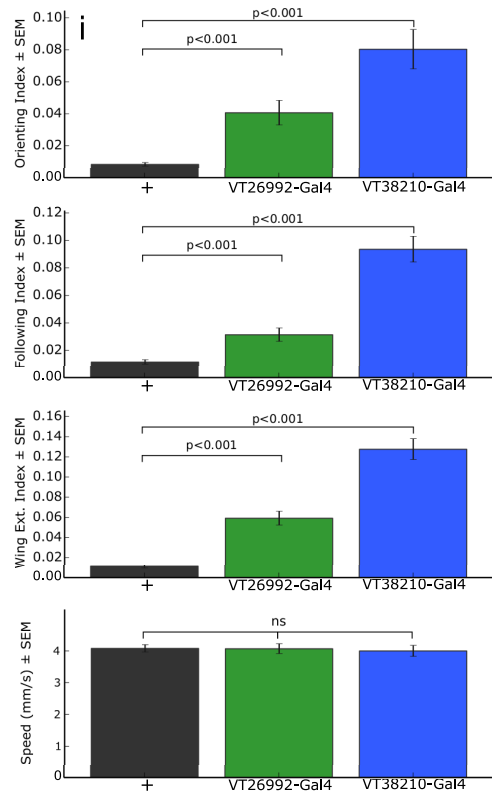 i
Orienting Index ± SEM
0.10
0.08
0.06
0.04
0.02
0.00
p<0.001
p<0.001
+ VT26992-Gal4 VT38210-Gal4
Following Index ± SEM
0.12
0.10
0.08
0.06
0.04
0.02
0.00
p<0.001
p<0.001
+ VT26992-Gal4 VT38210-Gal4
Wing Ext. Index ± SEM
0.16
0.14
0.12
0.10
0.08
0.06
0.04
0.02
0.00
p<0.001
p<0.001
+ VT26992-Gal4 VT38210-Gal4
Speed (mm/s) ± SEM
4
3
2
1
0
ns
+ VT26992-Gal4 VT38210-Gal4